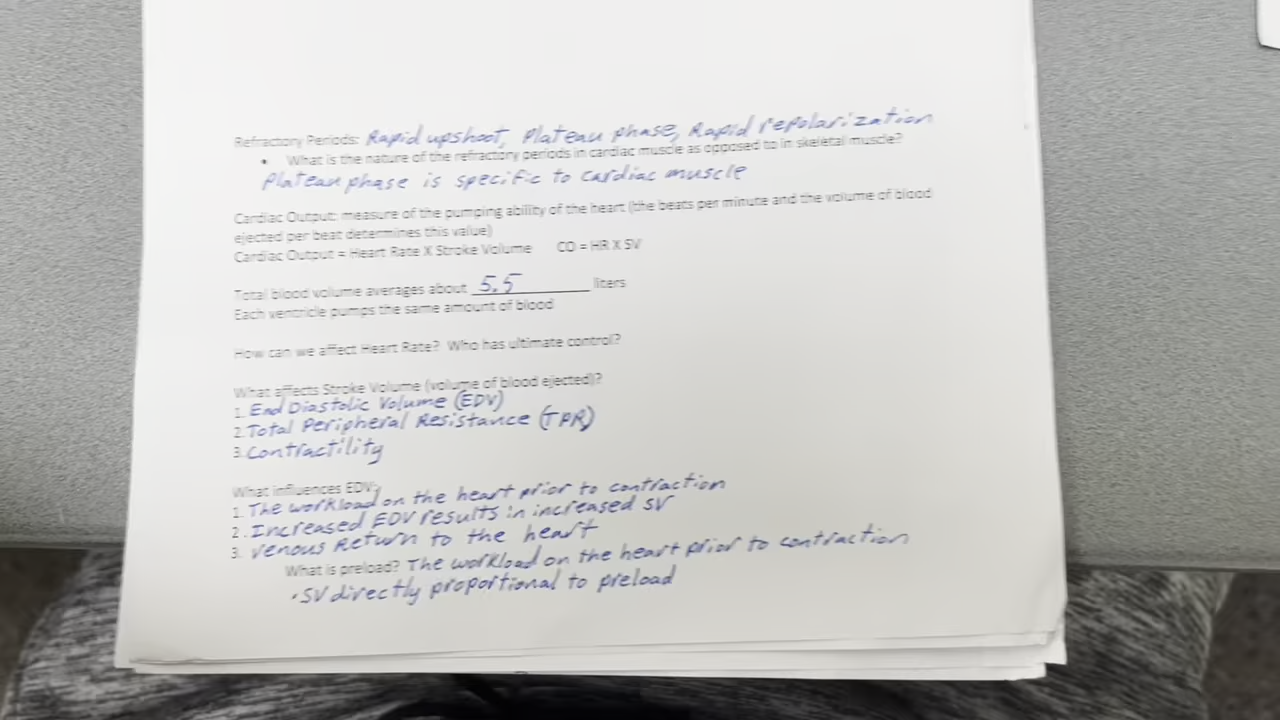 Refractory Periods: Rapid upshoot, Plateau phase, Rapid repolarization
• What is the nature of the refractory periods in cardiac muscle as opposed to in skeletal muscle?
Plateau phase is specific to cardiac muscle
Cardiac Output: measure of the pumping ability of the heart (the beats per minute and the volume of blood
ejected per beat determines this value)
Cardiac Output = Heart Rate X Stroke Volume CO = HR X SV
Total blood volume averages about 5.5 liters
Each ventricle pumps the same amount of blood
How can we affect Heart Rate? Who has ultimate control?
What affects Stroke Volume (volume of blood ejected)?
1. End Diastolic Volume (EDV)
2. Total Peripheral Resistance (TPR)
3. Contractility
What influences EDV:
1. The workload on the heart prior to contraction
2. Increased EDV results in increased SV
3. Venous Return to the heart
What is preload? The workload on the heart prior to contraction
• SV directly proportional to preload